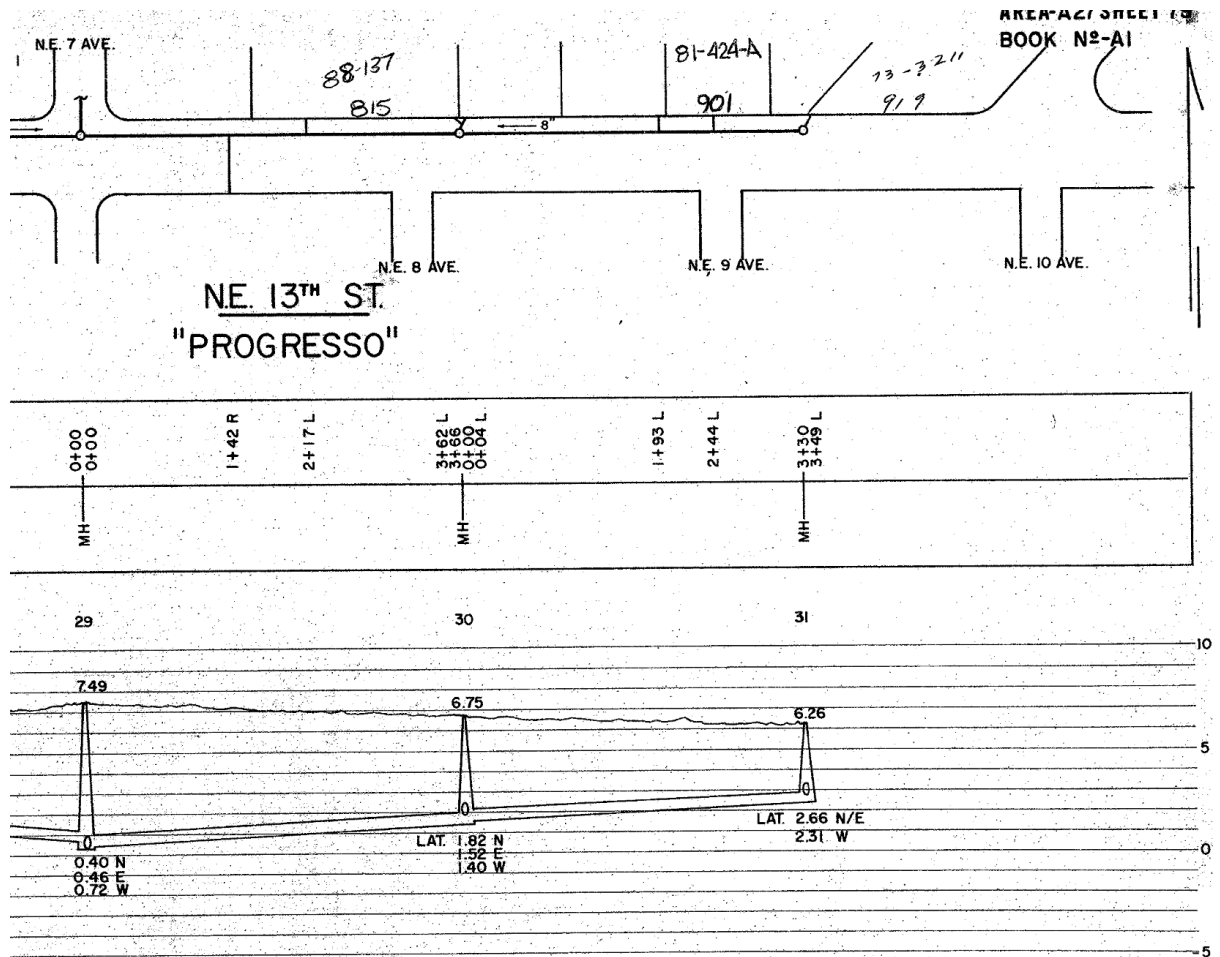 AREA-A27 SHEET 75
BOOK Nº-A1
N.E. 7 AVE.
88-137
81-424-A
815
901
919
8"
N.E. 8 AVE.
N.E. 9 AVE.
N.E. 10 AVE.
N.E. 13TH ST.
"PROGRESSO"
0+00
0+00
1+42 R
2+17 L
3+62 L
3+66
0+00
0+04 L
1+93 L
2+44 L
3+30
3+49 L
MH
MH
MH
29
30
31
10
7.49
6.75
6.26
5
LAT. 2.66 N/E
2.31 W
LAT. 1.82 N
1.52 E
1.40 W
0
0.40 N
0.46 E
0.72 W
-5